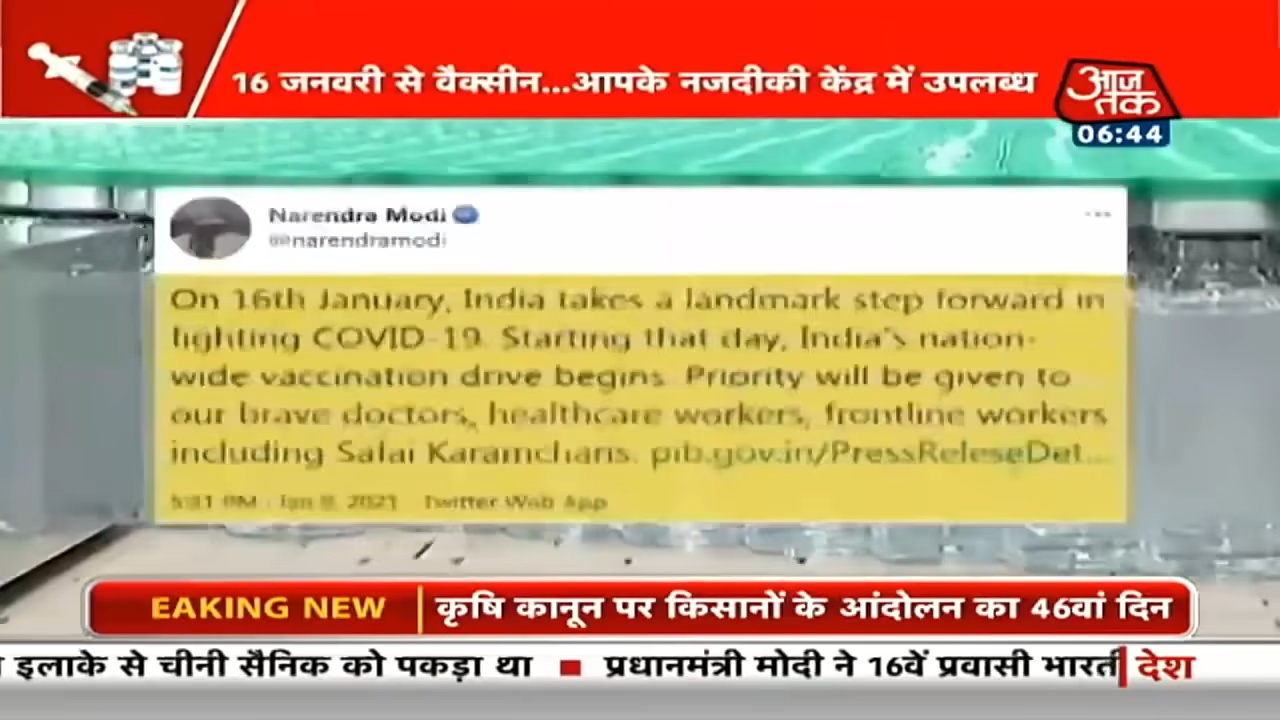 16 जनवरी से वैक्सीन...आपके नजदीकी केंद्र में उपलब्ध
आज
तक
06:44
Narendra Modi
@narendramodi
On 16th January, India takes a landmark step forward in
fighting COVID-19. Starting that day, India's nation-
wide vaccination drive begins. Priority will be given to
our brave doctors, healthcare workers, frontline workers
including Safai Karamcharis. pib.gov.in/PressReleseDet...
Twitter Web App
EAKING NEW
कृषि कानून पर किसानों के आंदोलन का 46वां दिन
इलाके से चीनी सैनिक को पकड़ा था ■ प्रधानमंत्री मोदी ने 16वें प्रवासी भारती
देश